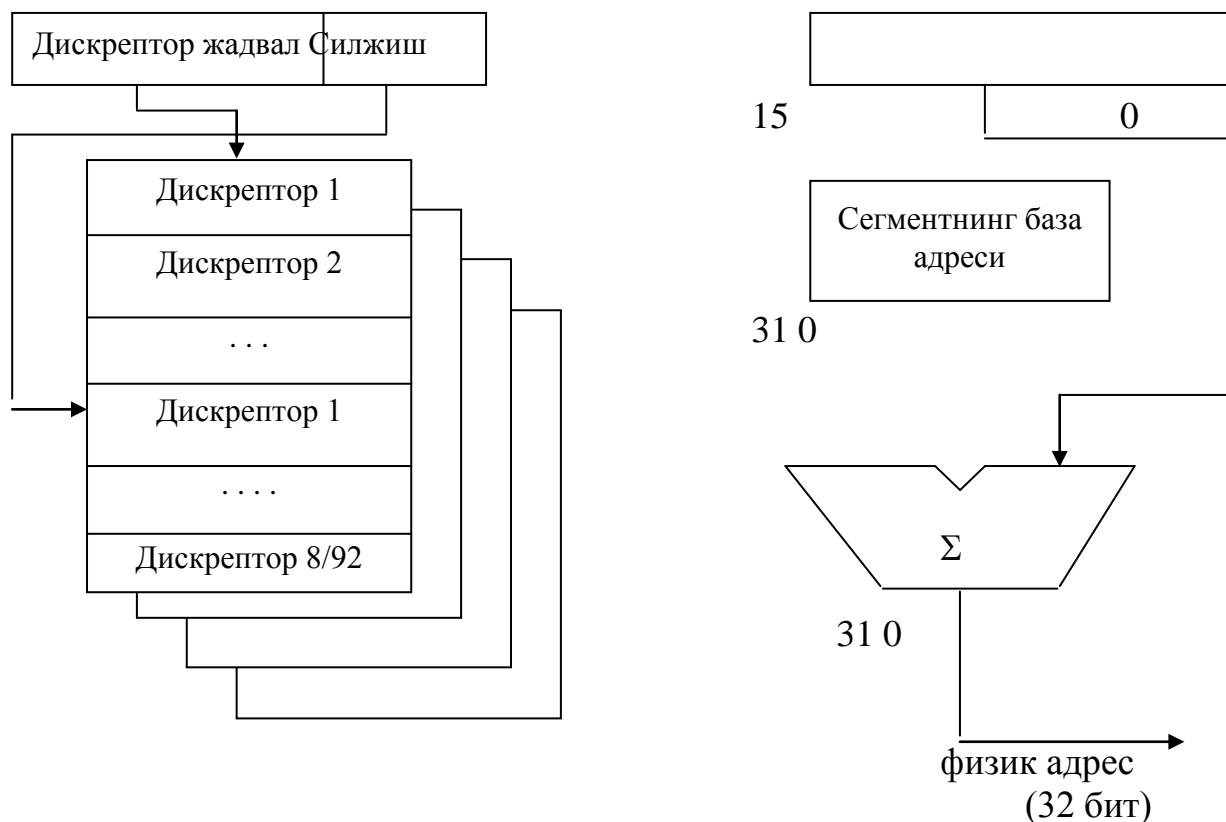 Дискрептор жадвал Силжиш
Дискрептор 1
Дискрептор 2
. . .
Дискрептор 1
. . . .
Дискрептор 8/92
15
0
Сегментнинг база
адреси
31 0
Σ
31 0
физик адрес
(32 бит)